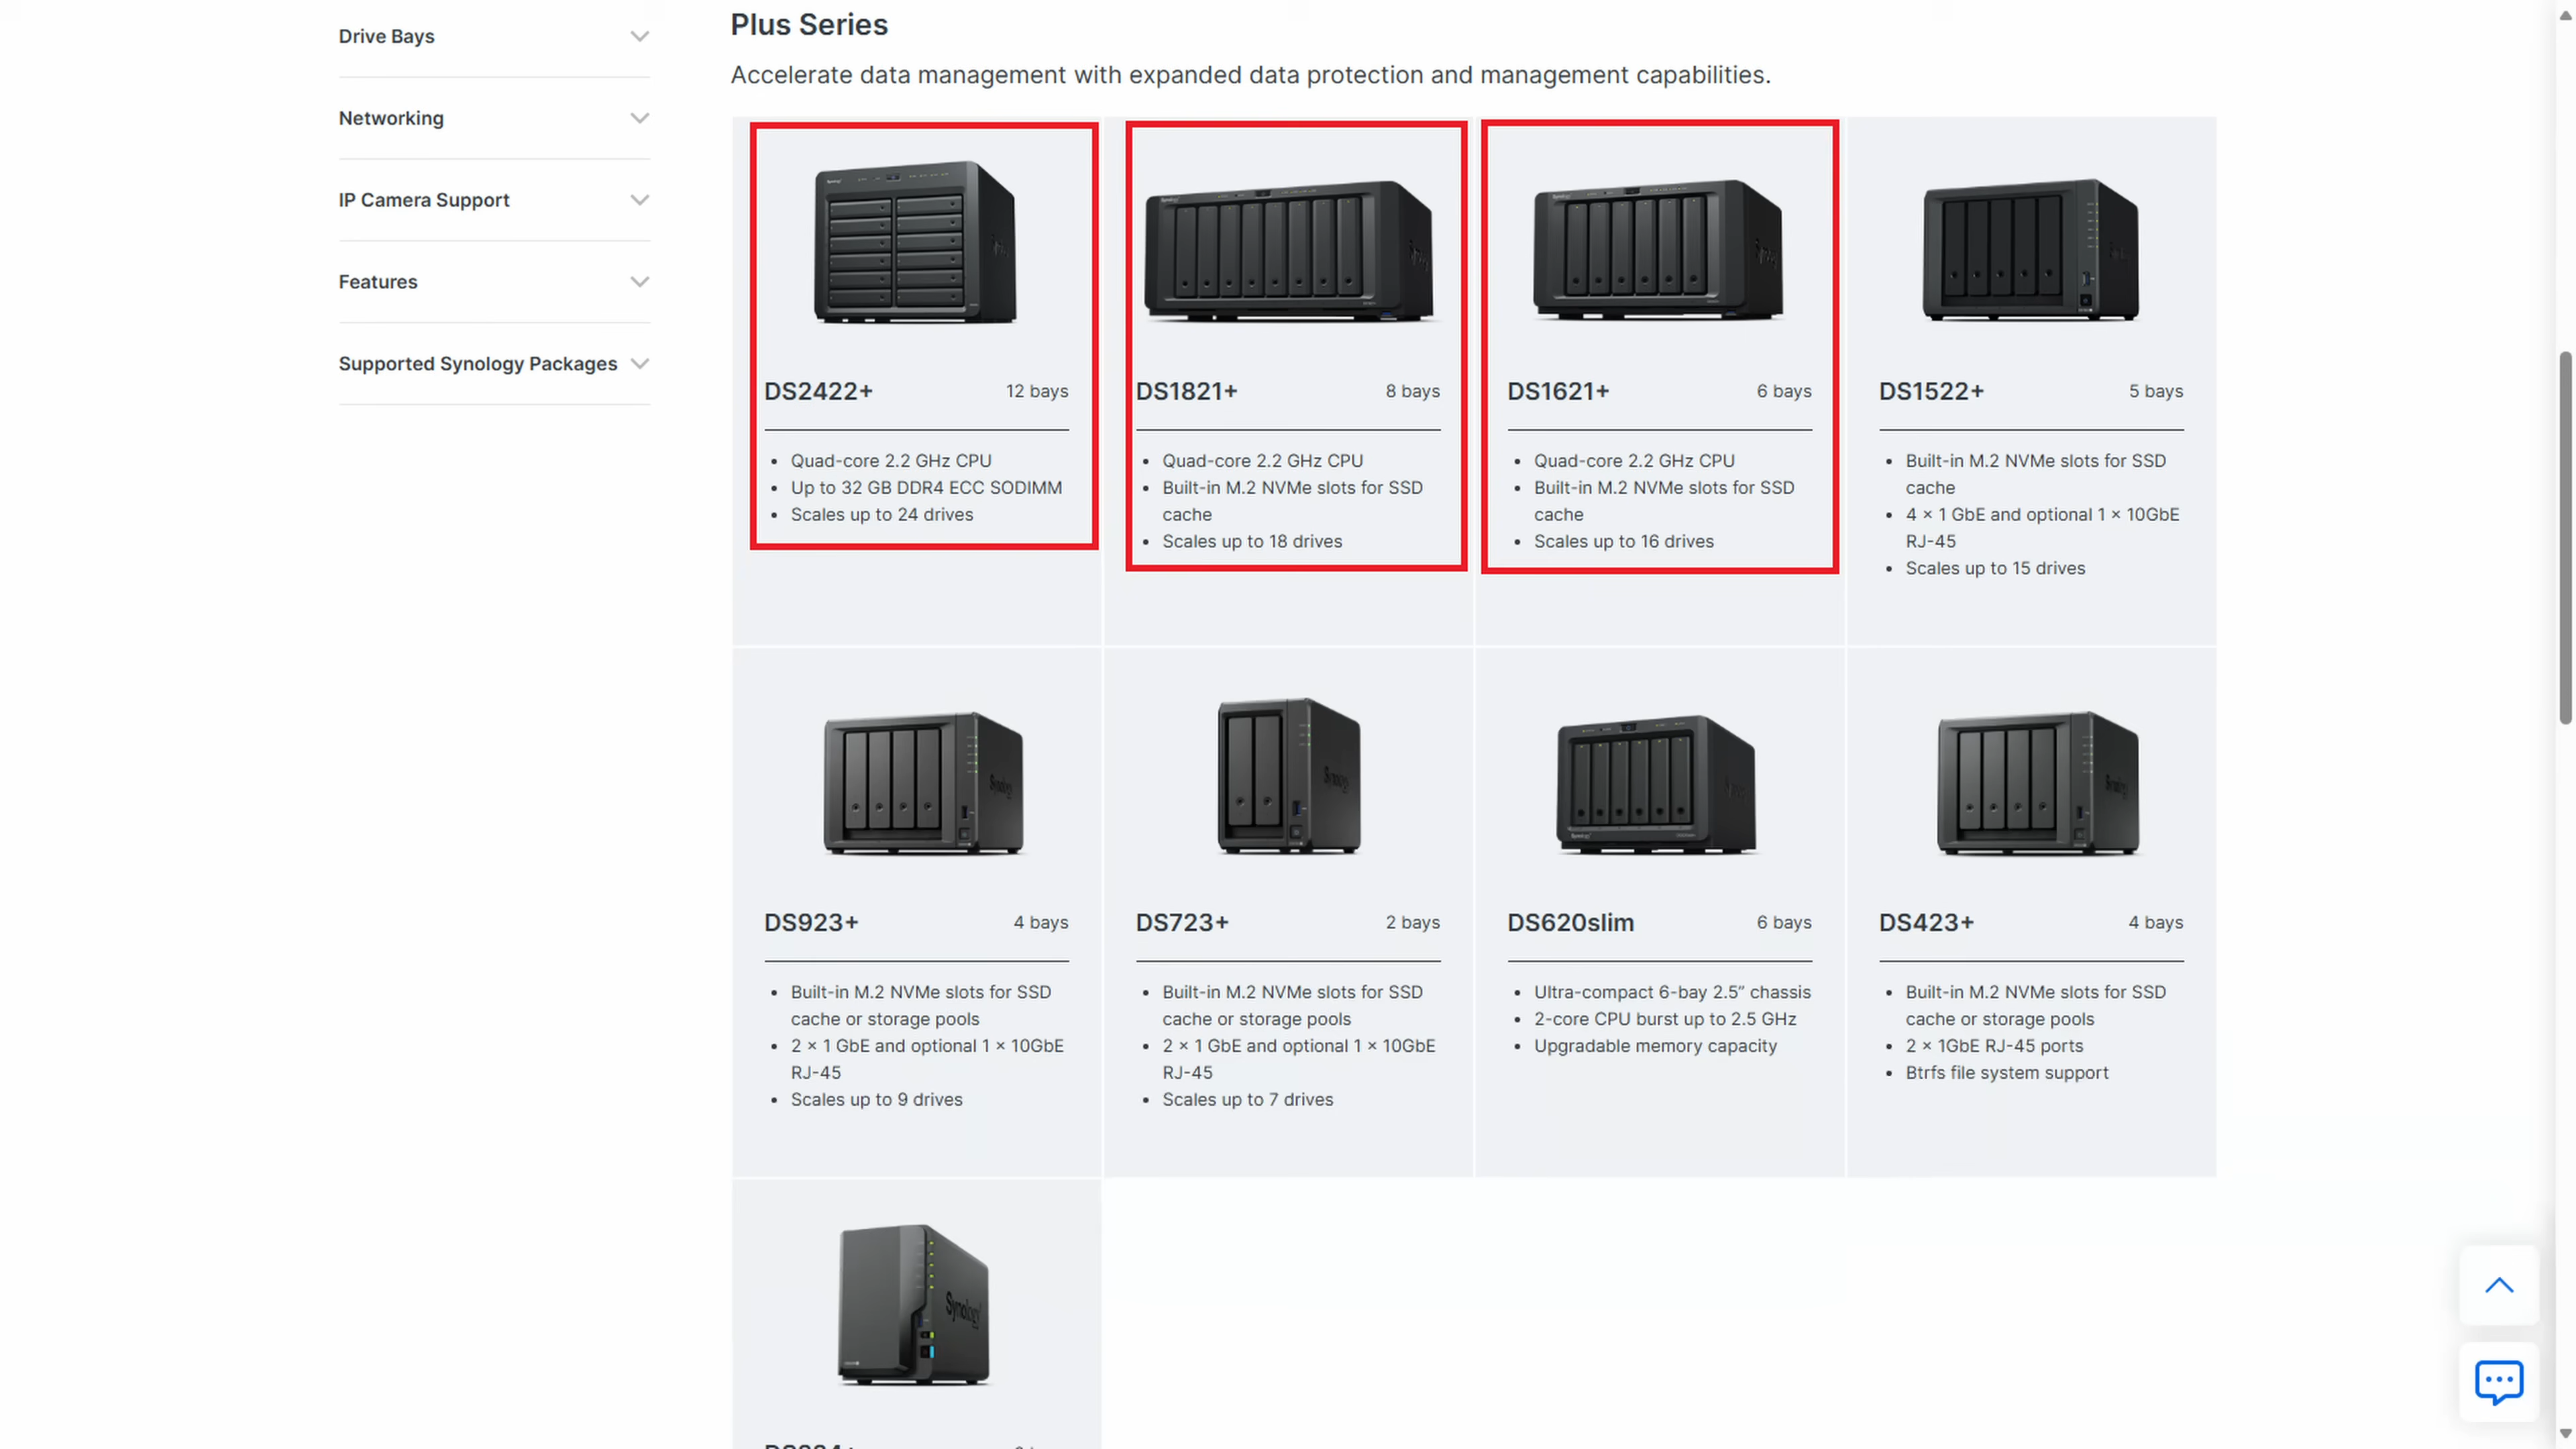 Drive Bays
Networking
IP Camera Support
Features
Supported Synology Packages
Plus Series
Accelerate data management with expanded data protection and management capabilities.
DS2422+ 12 bays
• Quad-core 2.2 GHz CPU
• Up to 32 GB DDR4 ECC SODIMM
• Scales up to 24 drives
DS1821+ 8 bays
• Quad-core 2.2 GHz CPU
• Built-in M.2 NVMe slots for SSD
cache
• Scales up to 18 drives
DS1621+ 6 bays
• Quad-core 2.2 GHz CPU
• Built-in M.2 NVMe slots for SSD
cache
• Scales up to 16 drives
DS1522+ 5 bays
• Built-in M.2 NVMe slots for SSD
cache
• 4 × 1 GbE and optional 1 × 10GbE
RJ-45
• Scales up to 15 drives
Synology
DS923+ 4 bays
• Built-in M.2 NVMe slots for SSD
cache or storage pools
• 2 × 1 GbE and optional 1 × 10GbE
RJ-45
• Scales up to 9 drives
Synology
DS723+ 2 bays
• Built-in M.2 NVMe slots for SSD
cache or storage pools
• 2 × 1 GbE and optional 1 × 10GbE
RJ-45
• Scales up to 7 drives
DS620slim 6 bays
• Ultra-compact 6-bay 2.5” chassis
• 2-core CPU burst up to 2.5 GHz
• Upgradable memory capacity
Synology
DS423+ 4 bays
• Built-in M.2 NVMe slots for SSD
cache or storage pools
• 2 × 1GbE RJ-45 ports
• Btrfs file system support
Synology